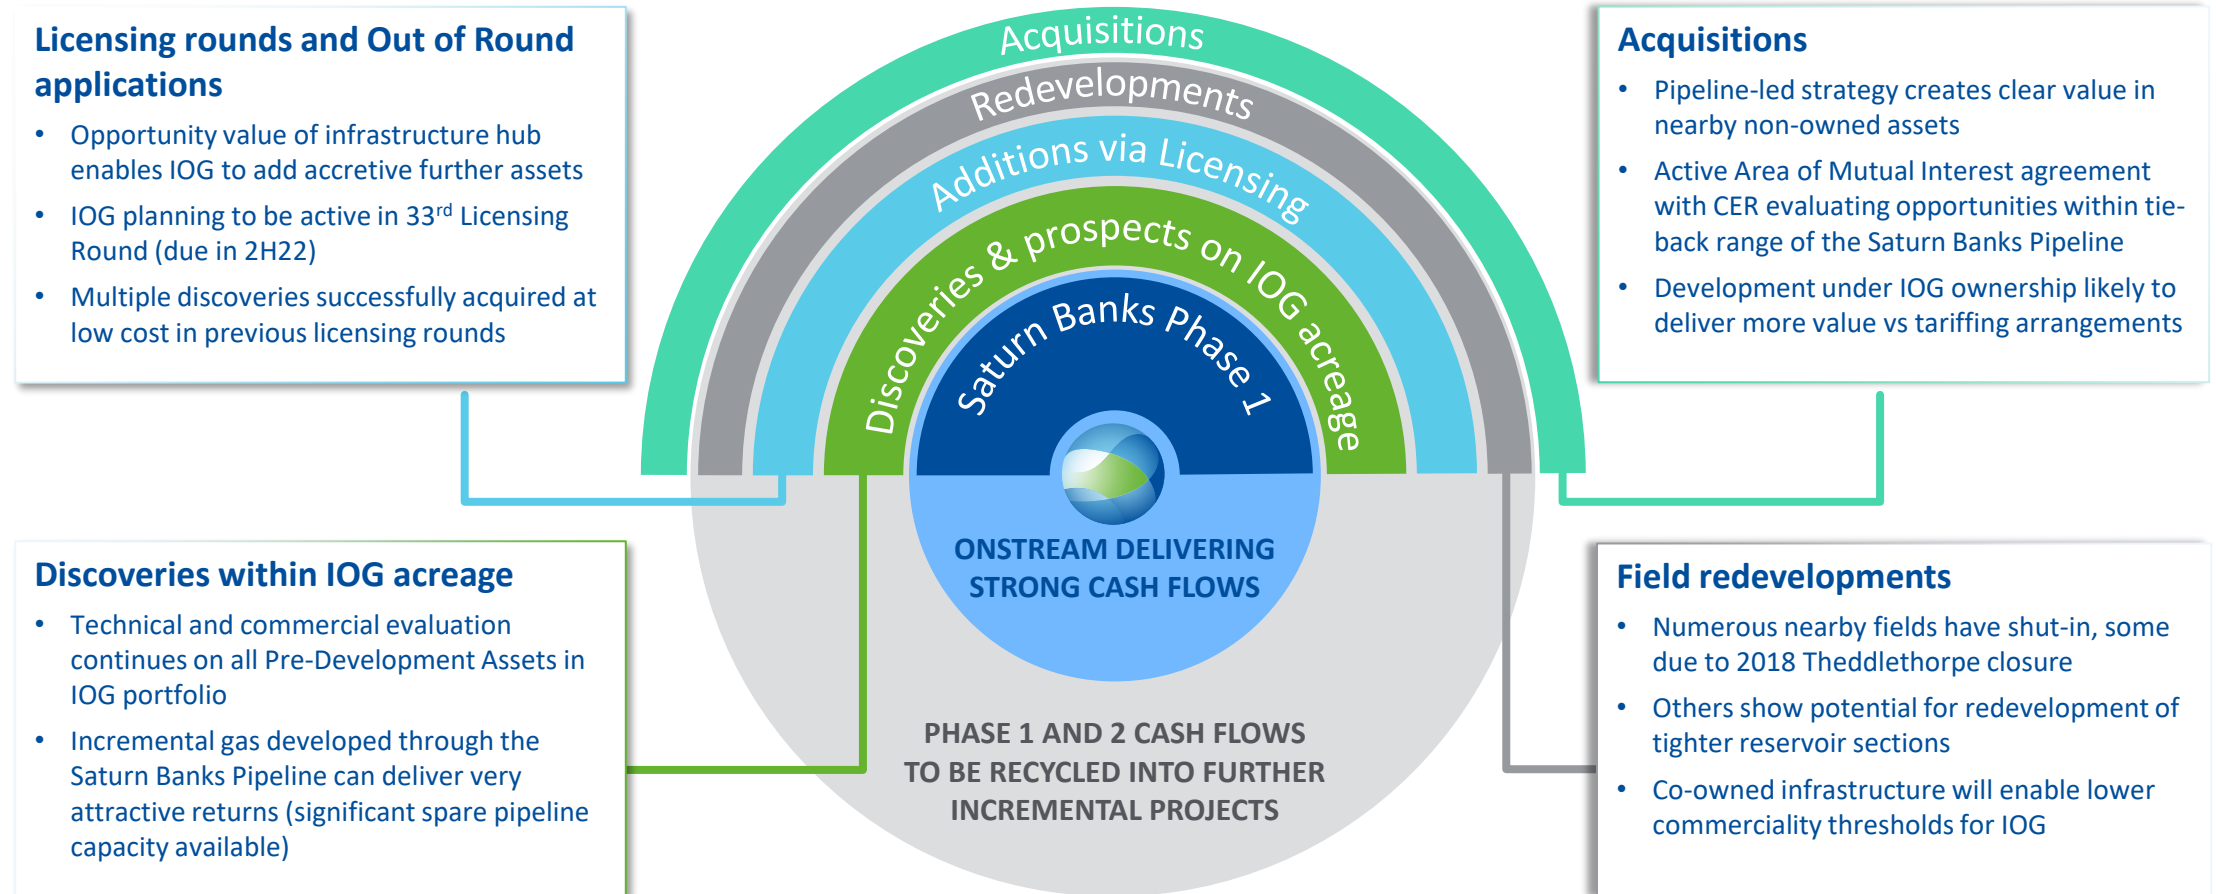 Licensing rounds and Out of Round
applications
• Opportunity value of infrastructure hub
enables IOG to add accretive further assets
• IOG planning to be active in 33rd Licensing
Round (due in 2H22)
• Multiple discoveries successfully acquired at
low cost in previous licensing rounds
Discoveries within IOG acreage
• Technical and commercial evaluation
continues on all Pre-Development Assets in
IOG portfolio
• Incremental gas developed through the
Saturn Banks Pipeline can deliver very
attractive returns (significant spare pipeline
capacity available)
Acquisitions
Redevelopments
Additions via Licensing
Discoveries & prospects on IOG acreage
Saturn Banks Phase 1
ONSTREAM DELIVERING
STRONG CASH FLOWS
PHASE 1 AND 2 CASH FLOWS
TO BE RECYCLED INTO FURTHER
INCREMENTAL PROJECTS
Acquisitions
• Pipeline-led strategy creates clear value in
nearby non-owned assets
• Active Area of Mutual Interest agreement
with CER evaluating opportunities within tie-
back range of the Saturn Banks Pipeline
• Development under IOG ownership likely to
deliver more value vs tariffing arrangements
Field redevelopments
• Numerous nearby fields have shut-in, some
due to 2018 Theddlethorpe closure
• Others show potential for redevelopment of
tighter reservoir sections
• Co-owned infrastructure will enable lower
commerciality thresholds for IOG